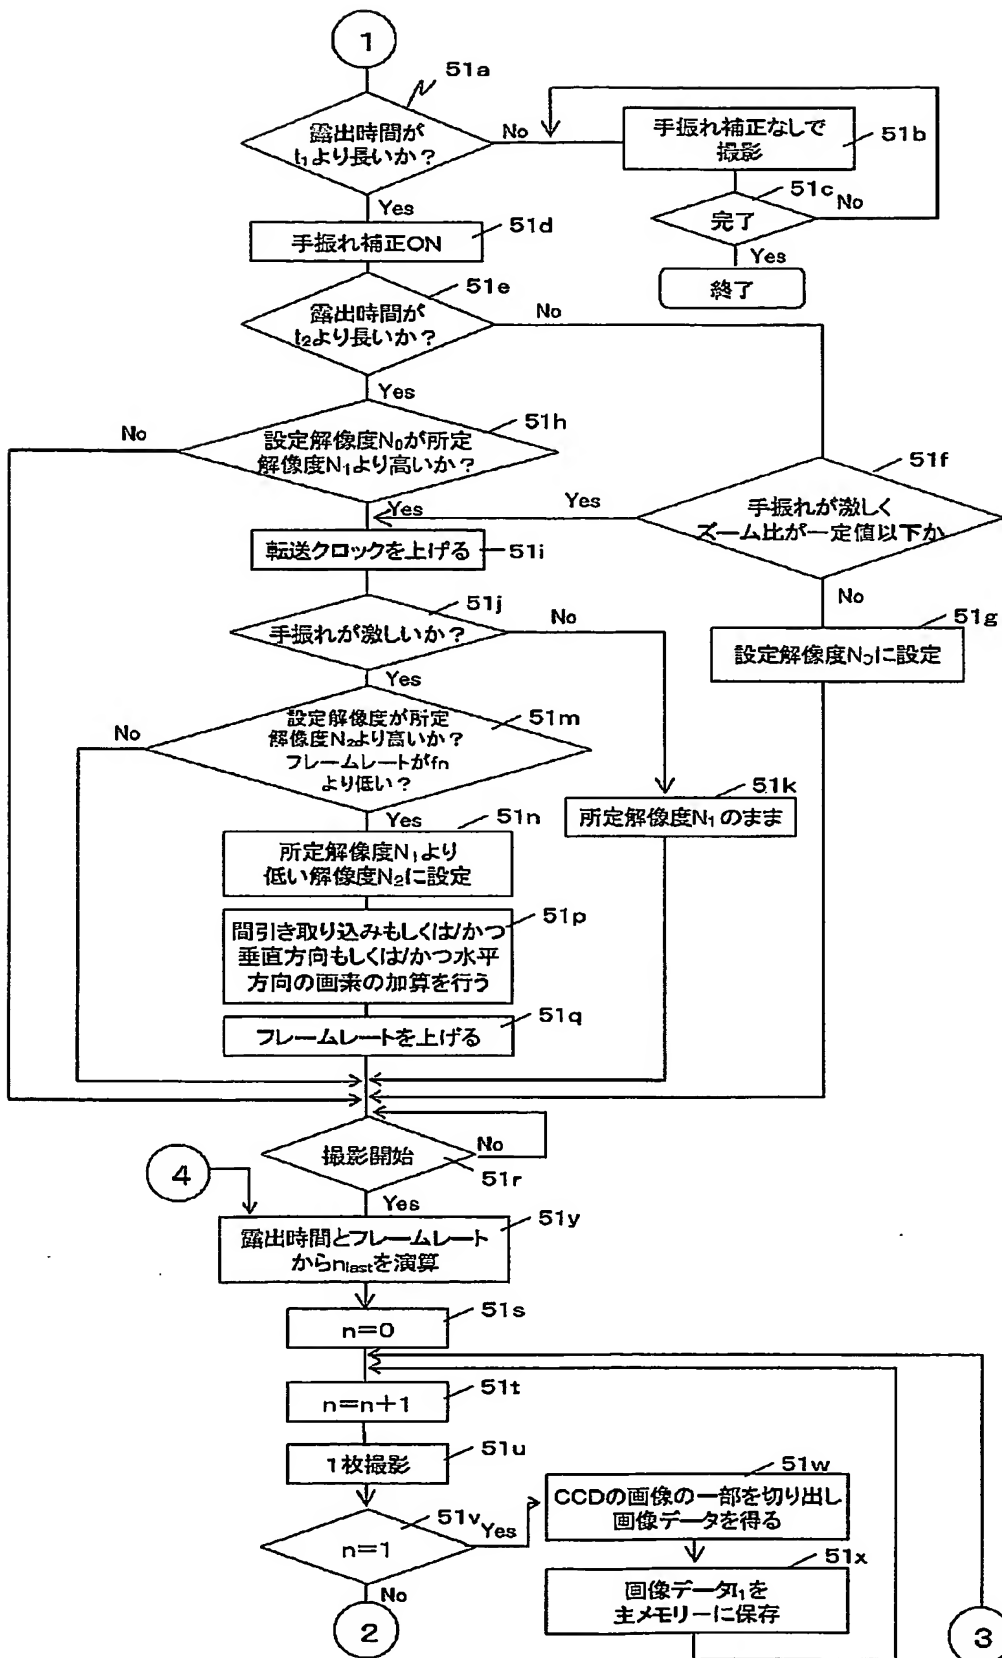 1
51a
露出時間が
t₁より長いか?
No
手振れ補正なしで
撮影
51b
51c
完了
No
Yes
終了
Yes
手振れ補正ON
51d
51e
露出時間が
t₂より長いか?
No
Yes
51h
設定解像度N₀が所定
解像度N₁より高いか?
No
Yes
51f
手振れが激しく
ズーム比が一定値以下か
Yes
No
転送クロックを上げる
51i
51g
設定解像度N₀に設定
51j
手振れが激しいか?
No
Yes
51m
設定解像度が所定
解像度N₂より高いか?
フレームレートがfn
より低い?
No
Yes
51k
所定解像度N₁のまま
51n
所定解像度N₁より
低い解像度N₂に設定
51p
間引き取り込みもしくは/かつ
垂直方向もしくは/かつ水平
方向の画素の加算を行う
51q
フレームレートを上げる
撮影開始
No
51r
Yes
4
51y
露出時間とフレームレート
からnlastを演算
51s
n=0
51t
n=n+1
51u
1枚撮影
51v
n=1
Yes
No
2
51w
CCDの画像の一部を切り出し
画像データを得る
51x
画像データI₁を
主メモリーに保存
3